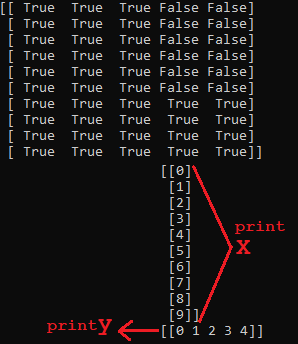 [[ True  True  True False False]
 [ True  True  True False False]
 [ True  True  True False False]
 [ True  True  True False False]
 [ True  True  True False False]
 [ True  True  True False False]
 [ True  True  True  True  True]
 [ True  True  True  True  True]
 [ True  True  True  True  True]
 [ True  True  True  True  True]]
[[0]
 [1]
 [2]
 [3]
 [4]
 [5]
 [6]
 [7]
 [8]
 [9]]
print
x
print y
[[0 1 2 3 4]]